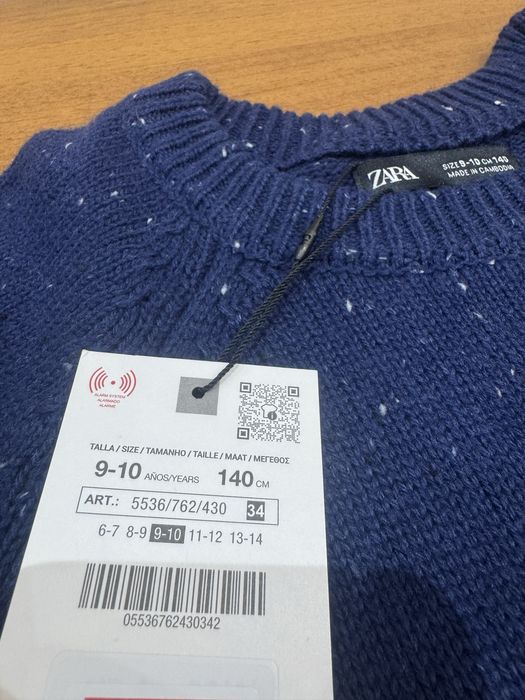 ZARA
SIZE 9-10 CM 140
MADE IN CAMBODIA
ALARM SYSTEM
ALARMADO
ALARME
TALLA / SIZE / TAMANHO / TAILLE / MAAT / ΜΕΓΕΘΟΣ
9-10 AÑOS/YEARS 140 CM
ART.: 5536/762/430 34
6-7 8-9 9-10 11-12 13-14
05536762430342